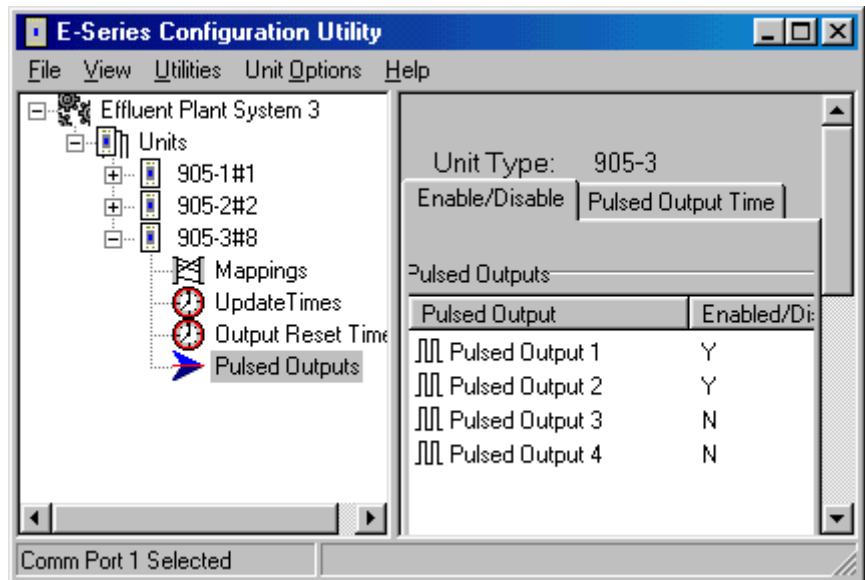 E-Series Configuration Utility
File View Utilities Unit Options Help
Effluent Plant System 3
Units
905-1#1
905-2#2
905-3#8
Mappings
UpdateTimes
Output Reset Time
Pulsed Outputs
Unit Type: 905-3
Enable/Disable Pulsed Output Time
Pulsed Outputs
Pulsed Output Enabled/Di
Pulsed Output 1 Y
Pulsed Output 2 Y
Pulsed Output 3 N
Pulsed Output 4 N
Comm Port 1 Selected